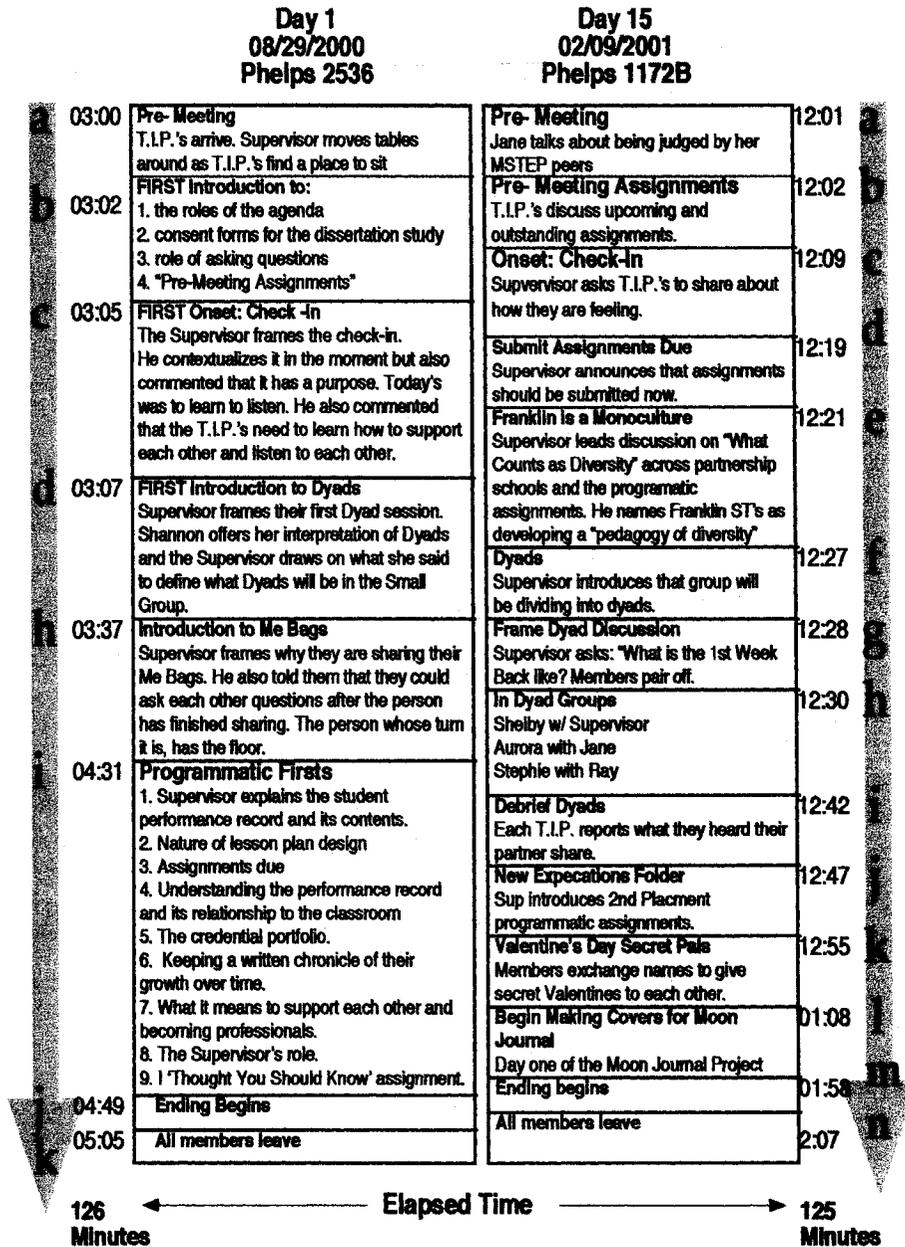 Day 1
08/29/2000
Phelps 2536
Day 15
02/09/2001
Phelps 1172B
a
03:00
Pre- Meeting
T.I.P.'s arrive. Supervisor moves tables
around as T.I.P.'s find a place to sit
b
03:02
FIRST Introduction to:
1. the roles of the agenda
2. consent forms for the dissertation study
3. role of asking questions
4. "Pre-Meeting Assignments"
c
03:05
FIRST Onset: Check -In
The Supervisor frames the check-in.
He contextualizes it in the moment but also
commented that it has a purpose. Today's
was to learn to listen. He also commented
that the T.I.P.'s need to learn how to support
each other and listen to each other.
d
03:07
FIRST Introduction to Dyads
Supervisor frames their first Dyad session.
Shannon offers her interpretation of Dyads
and the Supervisor draws on what she said
to define what Dyads will be in the Small
Group.
h
03:37
Introduction to Me Bags
Supervisor frames why they are sharing their
Me Bags. He also told them that they could
ask each other questions after the person
has finished sharing. The person whose turn
it is, has the floor.
i
04:31
Programmatic Firsts
1. Supervisor explains the student
performance record and its contents.
2. Nature of lesson plan design
3. Assignments due
4. Understanding the performance record
and its relationship to the classroom
5. The credential portfolio.
6. Keeping a written chronicle of their
growth over time.
7. What it means to support each other and
becoming professionals.
8. The Supervisor's role.
9. I 'Thought You Should Know' assignment.
j
04:49
Ending Begins
k
05:05
All members leave
Pre- Meeting
Jane talks about being judged by her
MSTEP peers
12:01
a
Pre- Meeting Assignments
T.I.P.'s discuss upcoming and
outstanding assignments.
12:02
b
Onset: Check-In
Supvervisor asks T.I.P.'s to share about
how they are feeling.
12:09
c
Submit Assignments Due
Supervisor announces that assignments
should be submitted now.
12:19
d
Franklin is a Monoculture
Supervisor leads discussion on "What
Counts as Diversity" across partnership
schools and the programatic
assignments. He names Franklin ST's as
developing a "pedagogy of diversity"
12:21
e
Dyads
Supervisor introduces that group will
be dividing into dyads.
12:27
f
Frame Dyad Discussion
Supervisor asks: "What is the 1st Week
Back like? Members pair off.
12:28
g
In Dyad Groups
Shelby w/ Supervisor
Aurora with Jane
Stephie with Ray
12:30
h
Debrief Dyads
Each T.I.P. reports what they heard their
partner share.
12:42
i
New Expecations Folder
Sup introduces 2nd Placment
programmatic assignments.
12:47
j
Valentine's Day Secret Pals
Members exchange names to give
secret Valentines to each other.
12:55
k
Begin Making Covers for Moon
Journal
Day one of the Moon Journal Project
01:08
l
Ending begins
01:58
m
All members leave
2:07
n
126
Minutes
Elapsed Time
125
Minutes